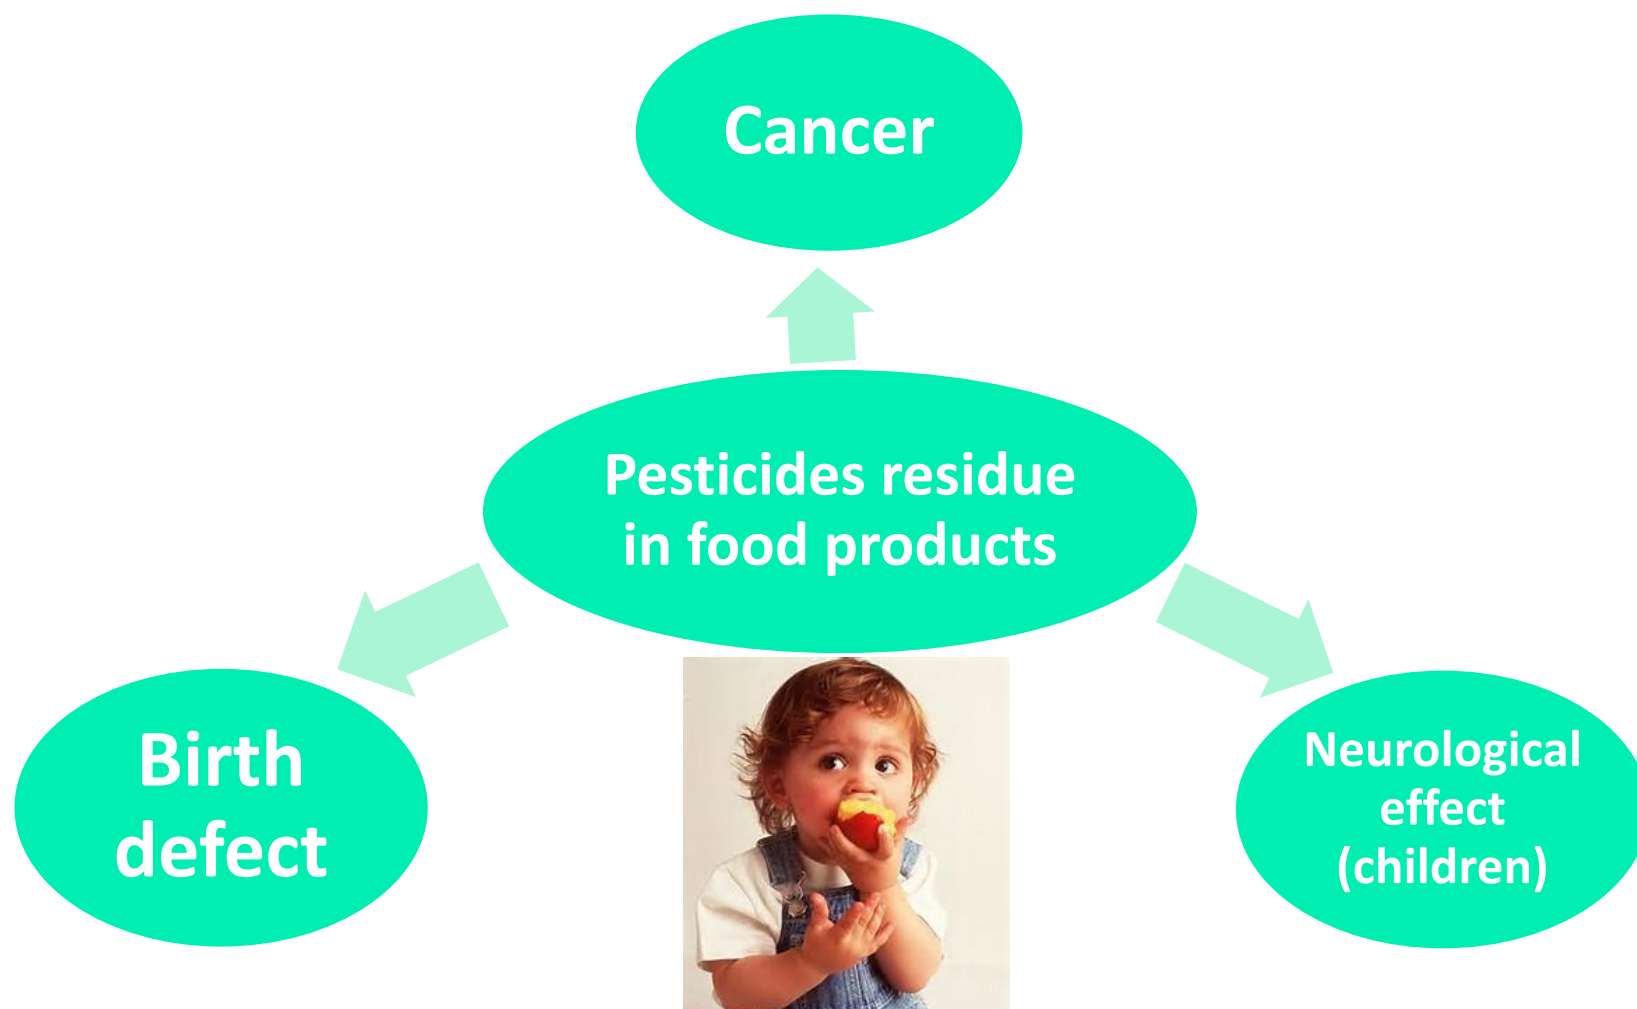 Cancer
Pesticides residue
in food products
Birth
defect
Neurological
effect
(children)